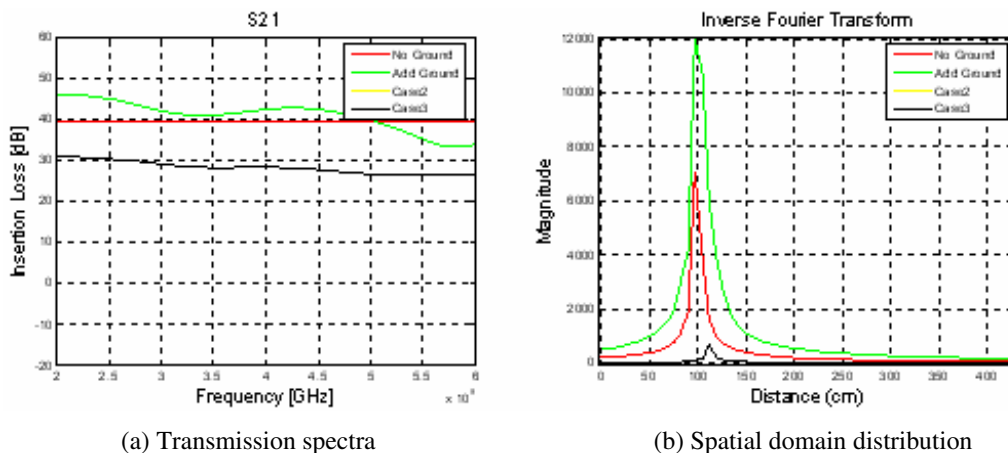 S21
Insertion Loss [dB]
60
50
40
30
20
10
0
-10
-20
No Ground
Add Ground
Case2
Case3
2
2.5
3
3.5
4
4.5
5
5.5
6
Frequency [GHz]
Inverse Fourier Transform
Magnitude
12000
10000
8000
6000
4000
2000
0
No Ground
Add Ground
Case2
Case3
0
50
100
150
200
250
300
350
400
Distance (cm)
(a) Transmission spectra
(b) Spatial domain distribution